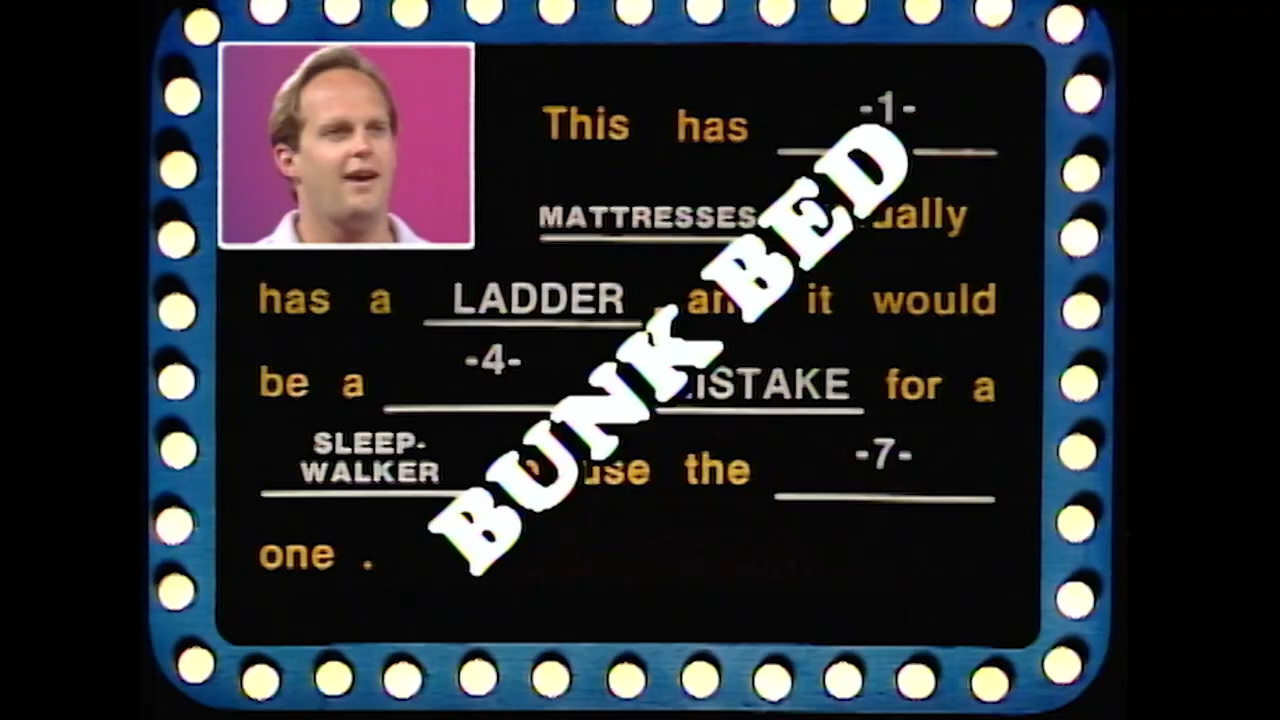 This has -1-
MATTRESSES ually
has a LADDER an it would
be a -4- iSTAKE for a
SLEEP-
WALKER use the -7-
one .
BUNK BED